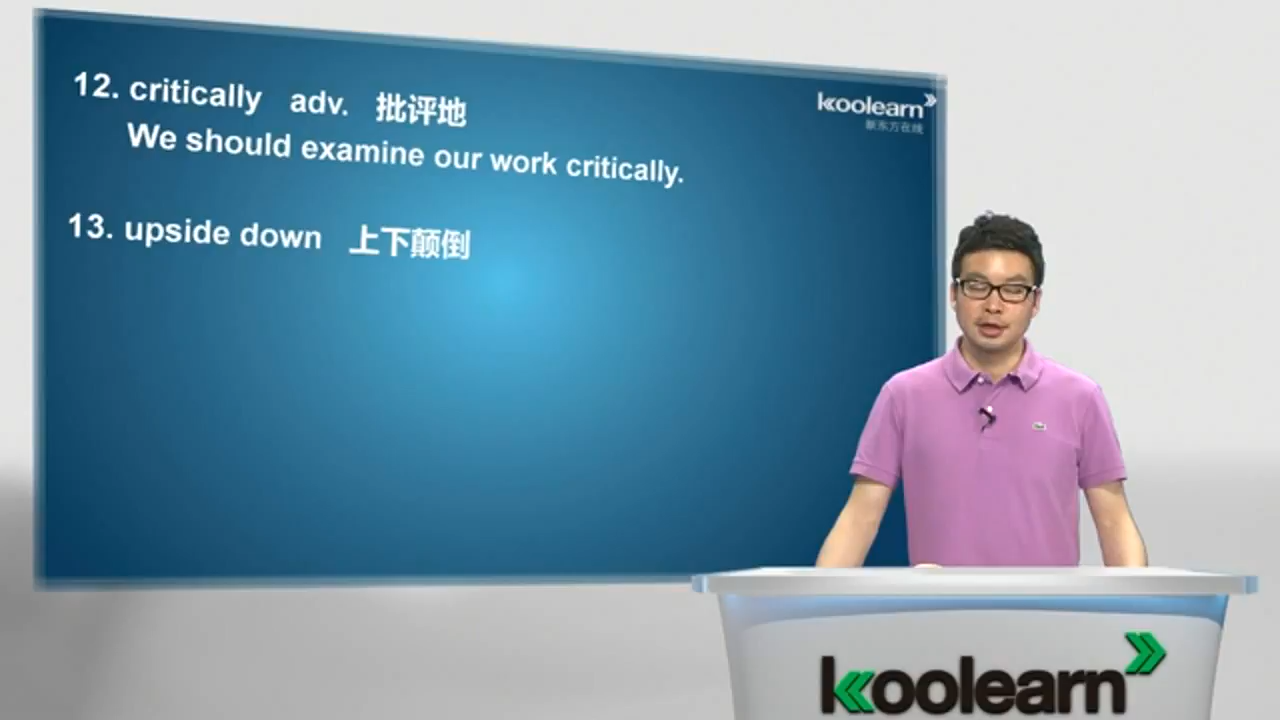 12. critically adv. 批评地
We should examine our work critically.
13. upside down 上下颠倒
koolearn
新东方在线
koolearn